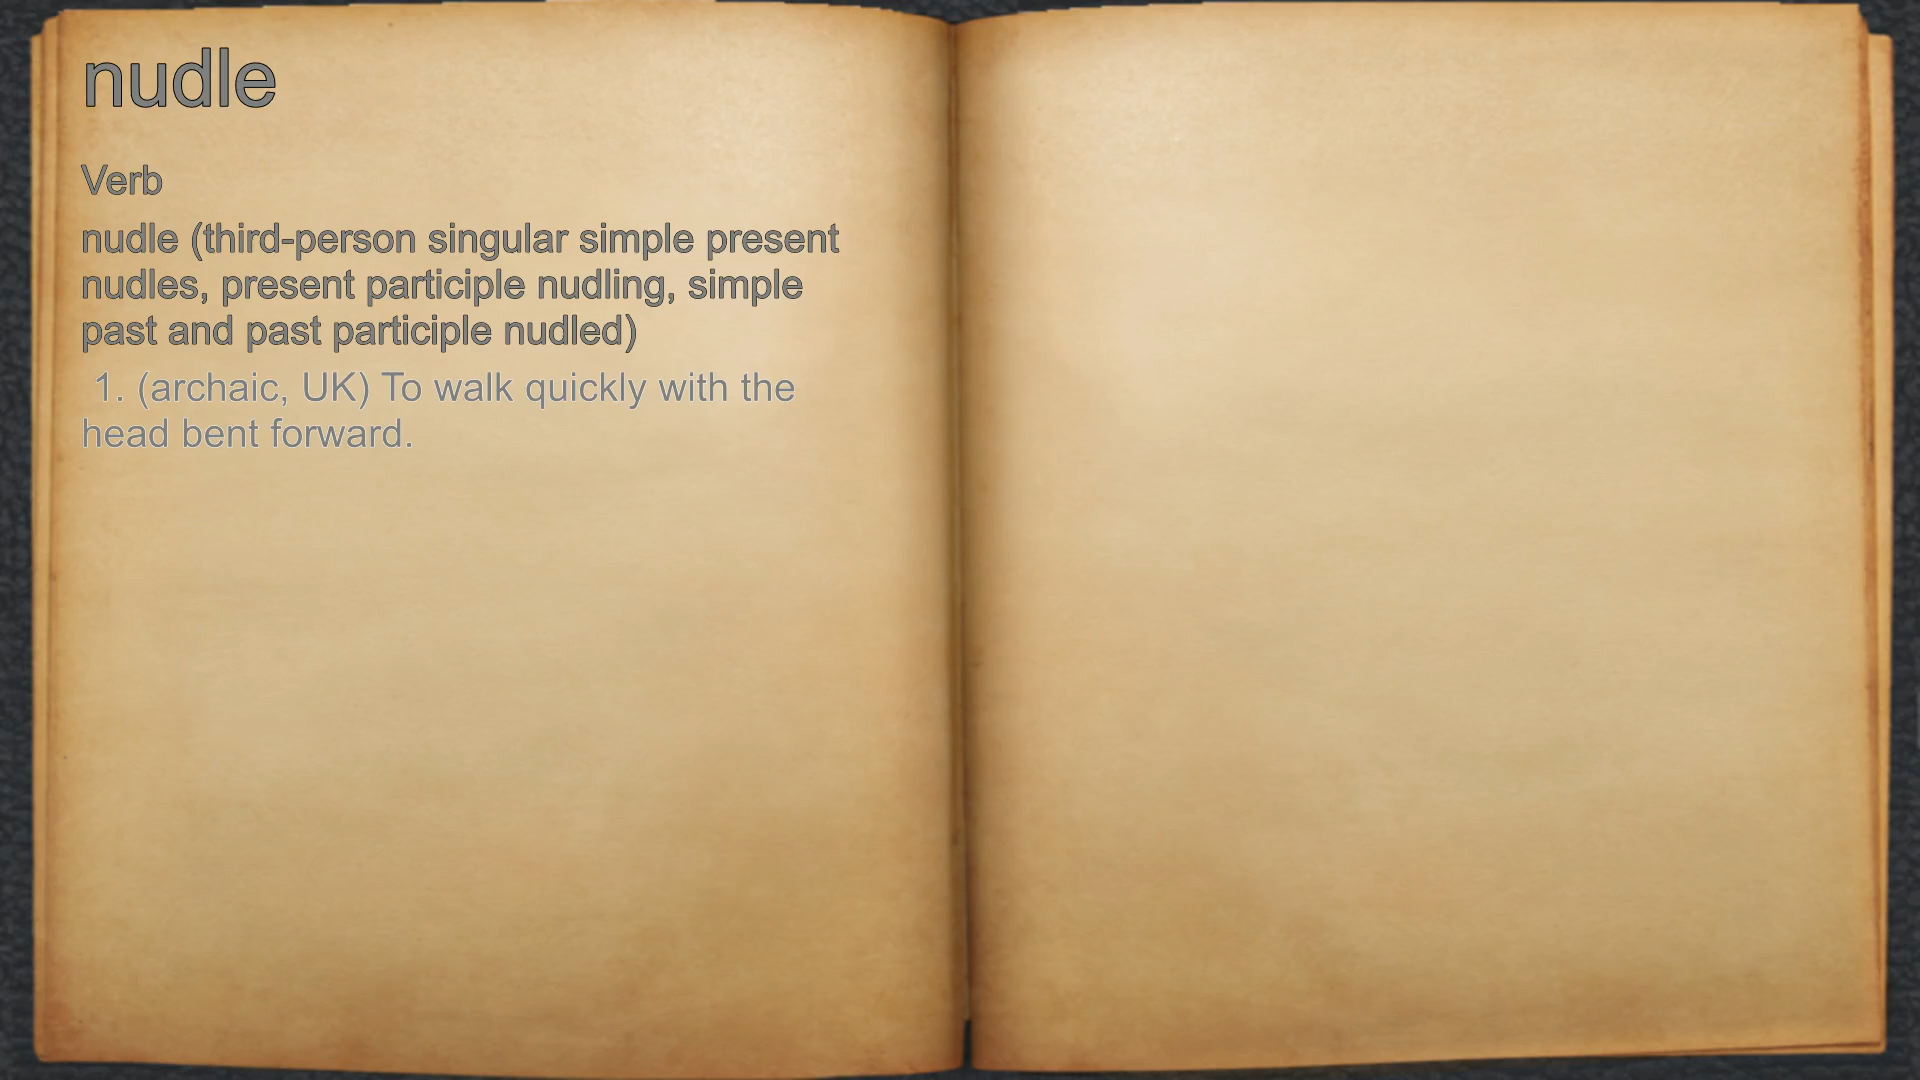 nudle
Verb
nudle (third-person singular simple present
nudles, present participle nudling, simple
past and past participle nudled)
1. (archaic, UK) To walk quickly with the
head bent forward.